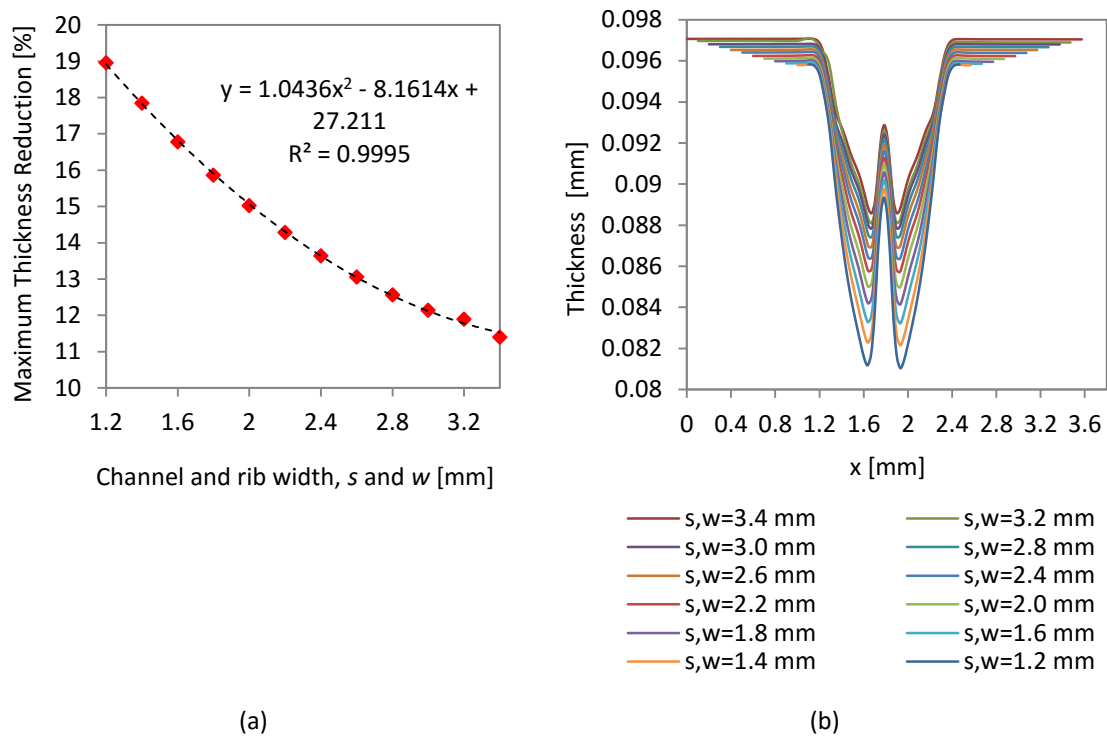 20
19
18
17
16
15
14
13
12
11
10
Maximum Thickness Reduction [%]
y = 1.0436x² - 8.1614x +
27.211
R² = 0.9995
1.2 1.6 2 2.4 2.8 3.2
Channel and rib width, s and w [mm]
(a)
0.098
0.096
0.094
0.092
0.09
0.088
0.086
0.084
0.082
0.08
Thickness [mm]
0 0.4 0.8 1.2 1.6 2 2.4 2.8 3.2 3.6
x [mm]
s,w=3.4 mm s,w=3.2 mm
s,w=3.0 mm s,w=2.8 mm
s,w=2.6 mm s,w=2.4 mm
s,w=2.2 mm s,w=2.0 mm
s,w=1.8 mm s,w=1.6 mm
s,w=1.4 mm s,w=1.2 mm
(b)